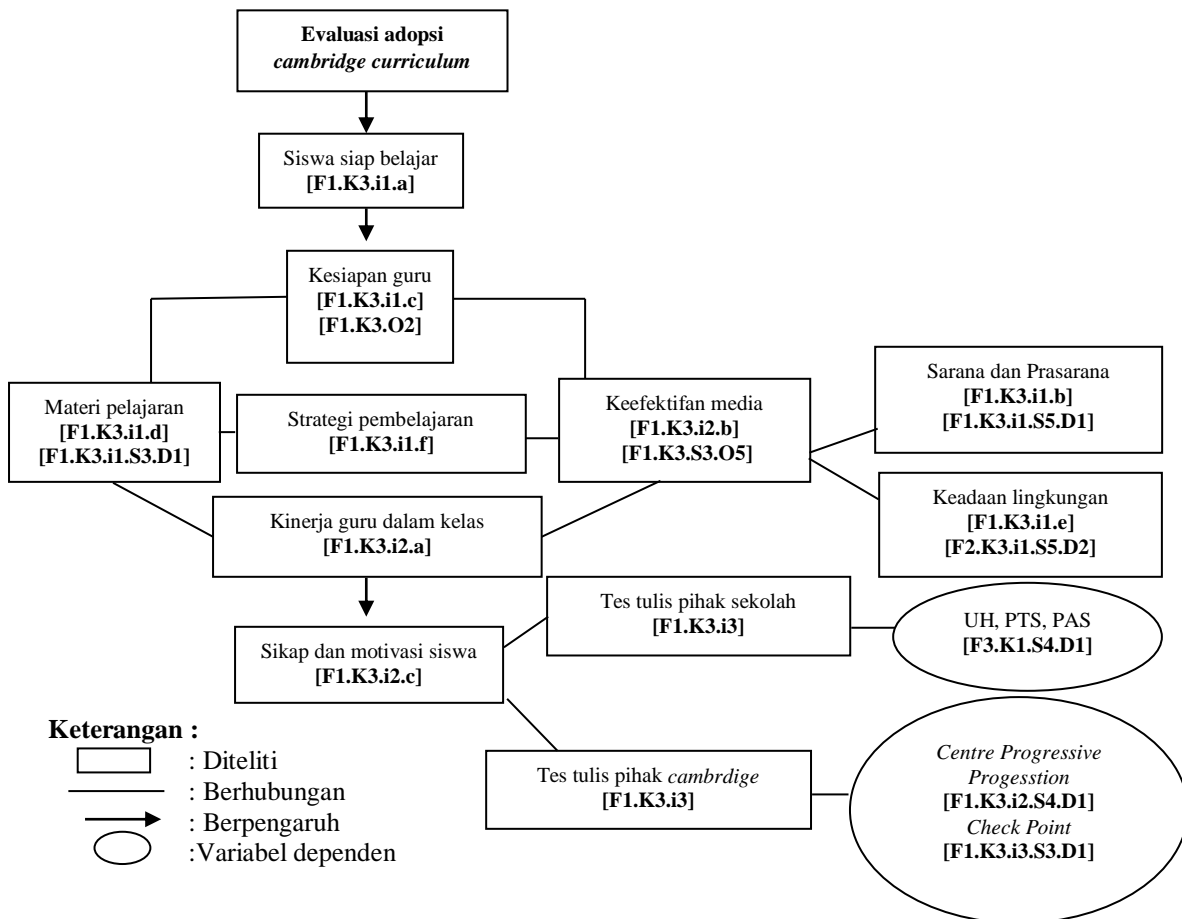 Evaluasi adopsi
cambridge curriculum
Siswa siap belajar
[F1.K3.i1.a]
Kesiapan guru
[F1.K3.i1.c]
[F1.K3.O2]
Materi pelajaran
[F1.K3.i1.d]
[F1.K3.i1.S3.D1]
Strategi pembelajaran
[F1.K3.i1.f]
Keefektifan media
[F1.K3.i2.b]
[F1.K3.S3.O5]
Sarana dan Prasarana
[F1.K3.i1.b]
[F1.K3.i1.S5.D1]
Keadaan lingkungan
[F1.K3.i1.e]
[F2.K3.i1.S5.D2]
Kinerja guru dalam kelas
[F1.K3.i2.a]
Sikap dan motivasi siswa
[F1.K3.i2.c]
Tes tulis pihak sekolah
[F1.K3.i3]
UH, PTS, PAS
[F3.K1.S4.D1]
Tes tulis pihak cambrdige
[F1.K3.i3]
Centre Progressive
Progesstion
[F1.K3.i2.S4.D1]
Check Point
[F1.K3.i3.S3.D1]
Keterangan :
: Diteliti
: Berhubungan
: Berpengaruh
:Variabel dependen